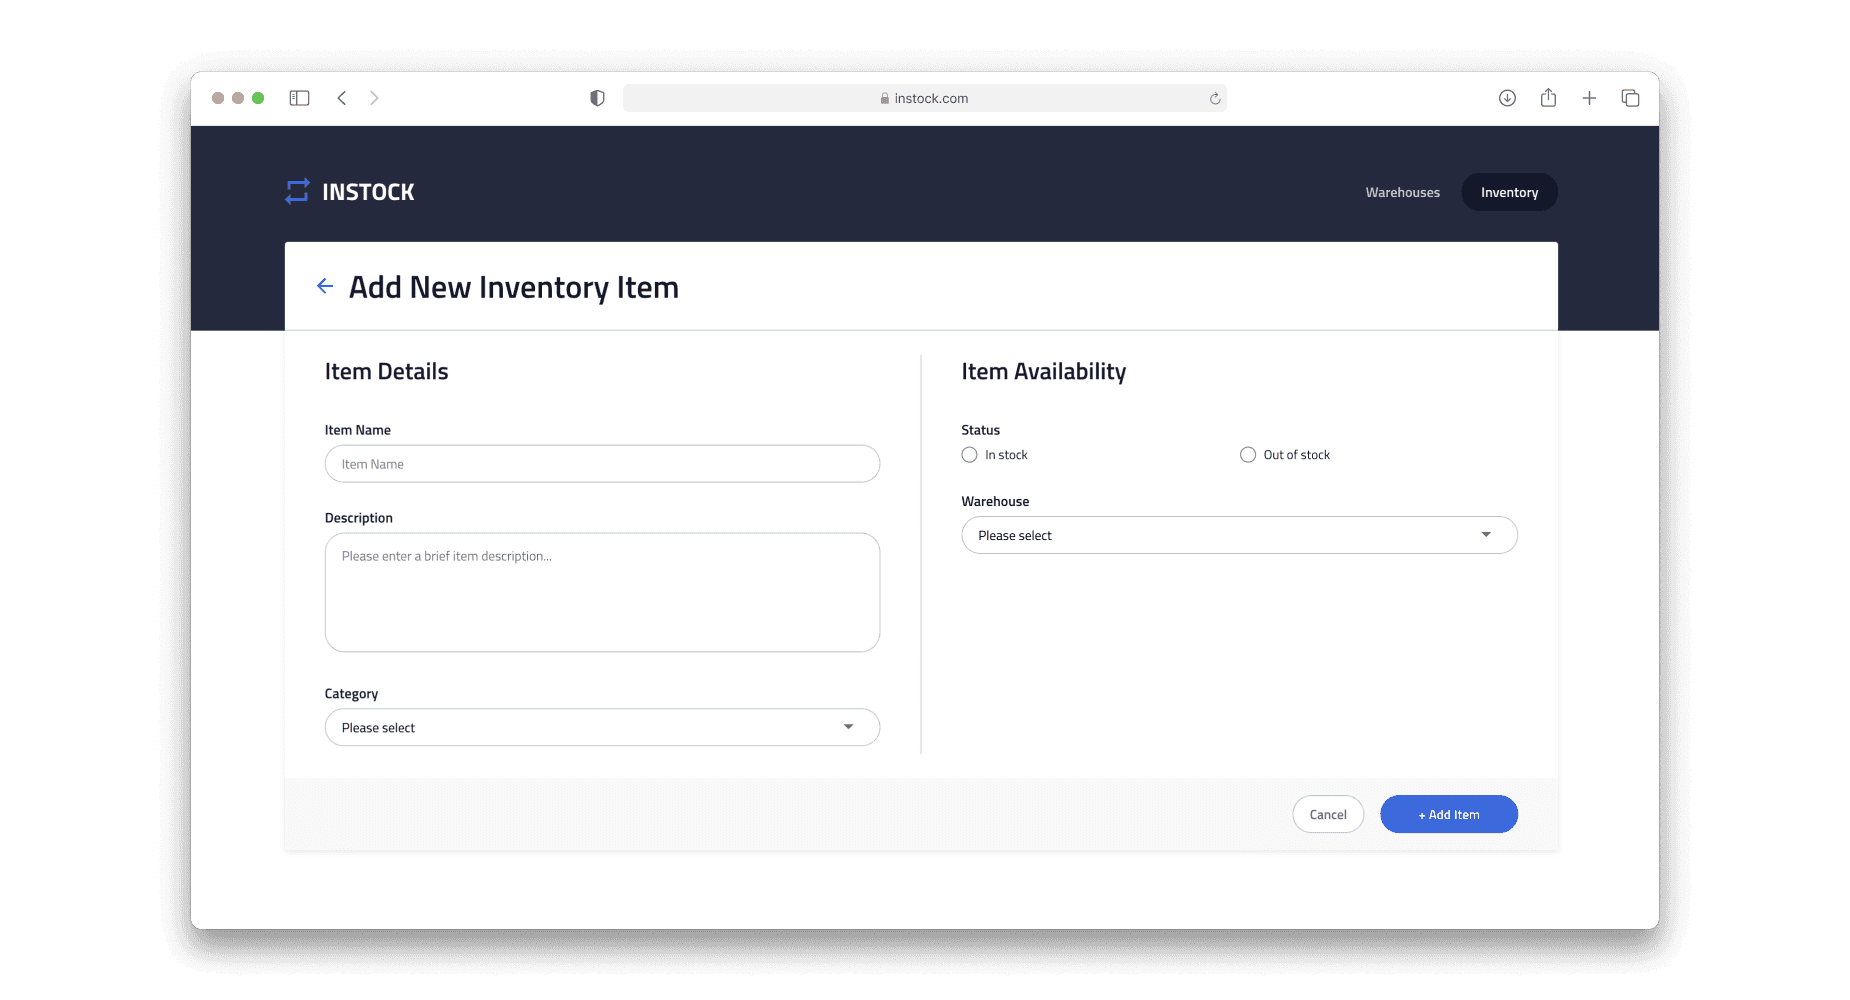 instock.com
INSTOCK
Warehouses
Inventory
Add New Inventory Item
Item Details
Item Name
Item Name
Description
Please enter a brief item description...
Category
Please select
Item Availability
Status
In stock
Out of stock
Warehouse
Please select
Cancel
+ Add Item